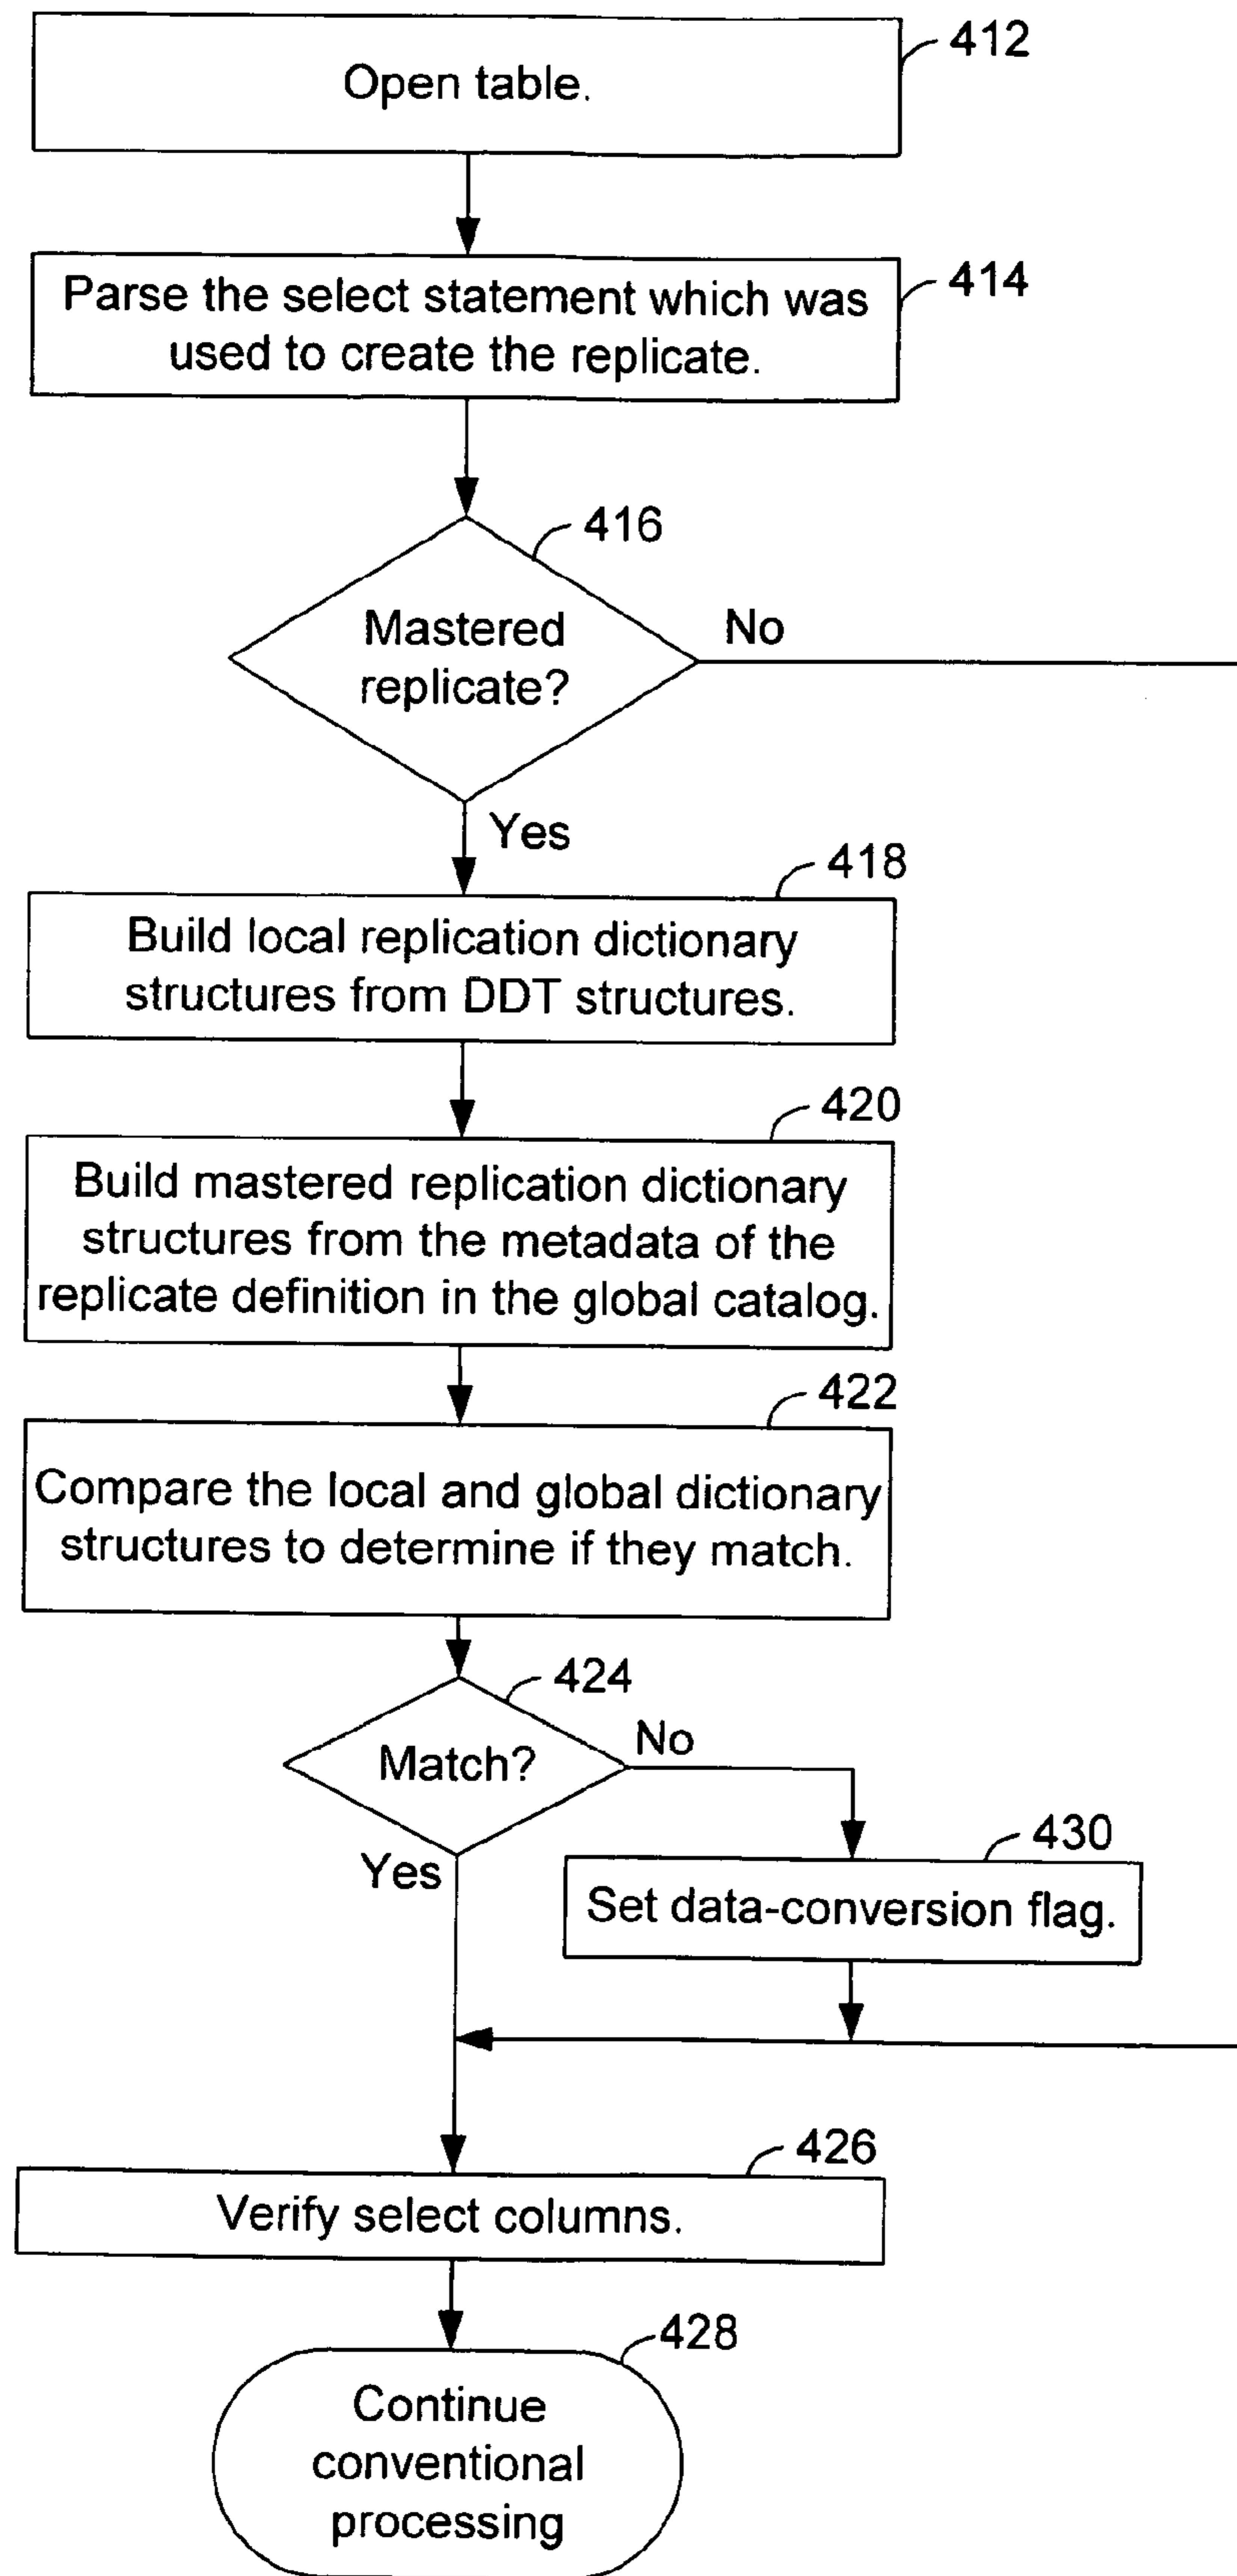 412
Open table.
414
Parse the select statement which was
used to create the replicate.
416
Mastered
replicate?
No
Yes
418
Build local replication dictionary
structures from DDT structures.
420
Build mastered replication dictionary
structures from the metadata of the
replicate definition in the global catalog.
422
Compare the local and global dictionary
structures to determine if they match.
424
Match?
No
Yes
430
Set data-conversion flag.
426
Verify select columns.
428
Continue
conventional
processing